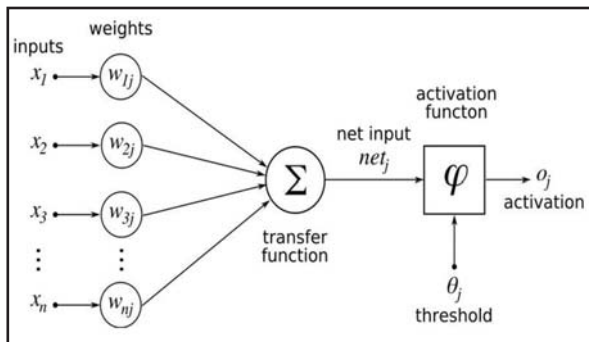 weights
inputs
x₁ w₁ⱼ
x₂ w₂ⱼ
x₃ w₃ⱼ
⋮ ⋮
xₙ wₙⱼ
Σ
transfer
function
net input
netⱼ
activation
functon
φ
oⱼ
activation
θⱼ
threshold